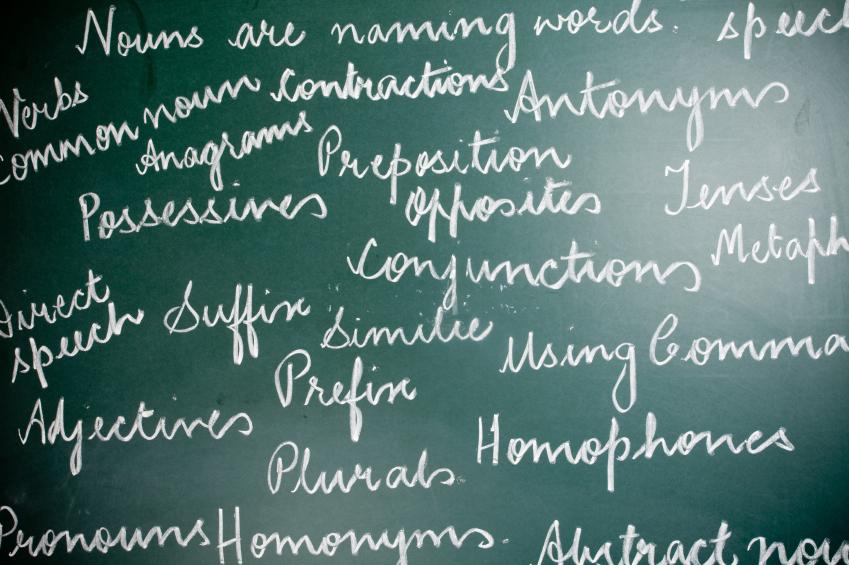 Nouns are naming words. speech
Verbs
Common noun
Contractions
Antonyms
Anagrams
Preposition
Possessives
Opposites
Tenses
Conjunctions
Metaph
Direct
speech
Suffix
Similie
Using Comma
Prefix
Adjectives
Homophones
Plurals
Pronouns
Homonyms.
Abstract nou